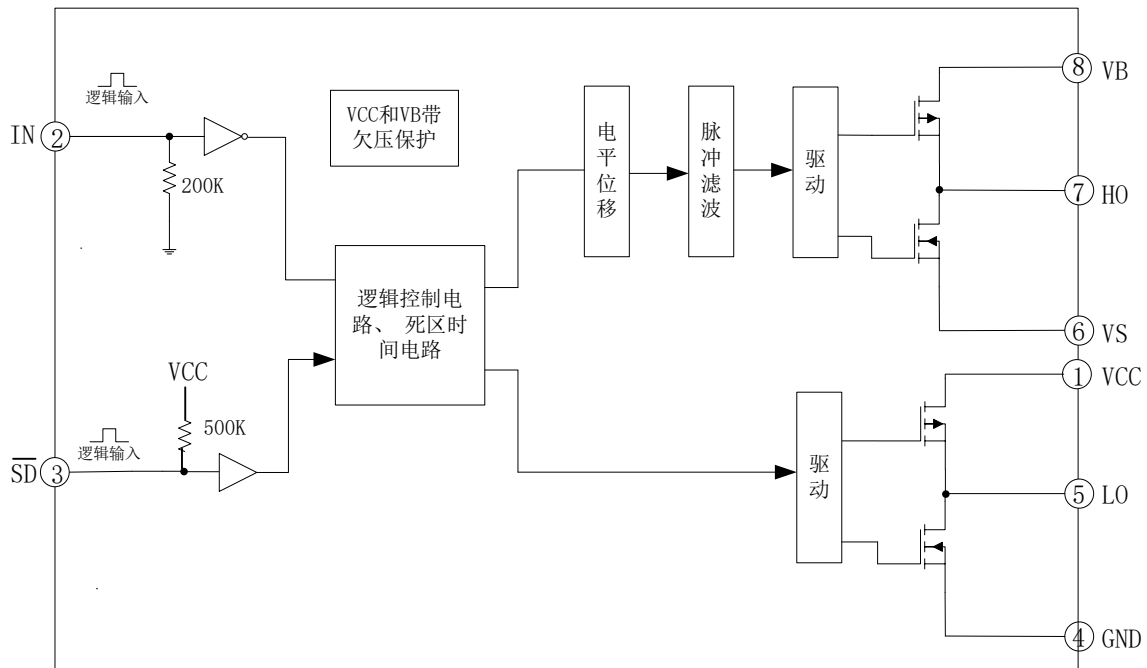 逻辑输入
IN
2
200K
VCC和VB带
欠压保护
电平位移
脉冲滤波
驱动
8
VB
7
HO
6
VS
逻辑控制电
路、 死区时
间电路
VCC
500K
逻辑输入
SD
3
驱动
1
VCC
5
LO
4
GND